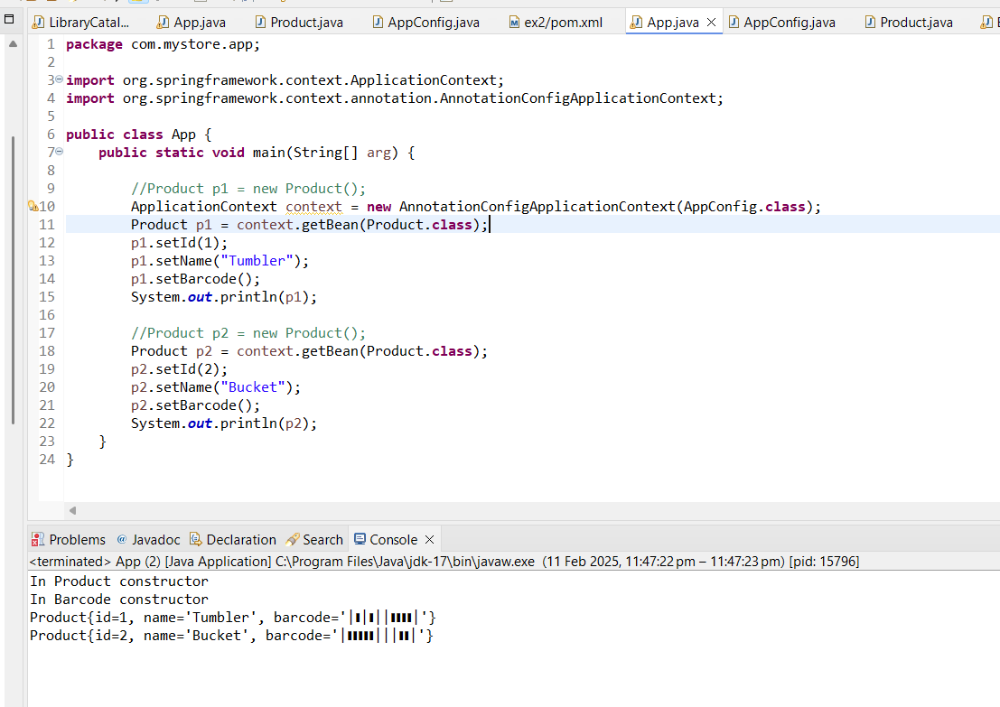 LibraryCatal... App.java Product.java AppConfig.java ex2/pom.xml App.java AppConfig.java Product.java
1 package com.mystore.app;
2
3 import org.springframework.context.ApplicationContext;
4 import org.springframework.context.annotation.AnnotationConfigApplicationContext;
5
6 public class App {
7 public static void main(String[] arg) {
8
9 //Product p1 = new Product();
10 ApplicationContext context = new AnnotationConfigApplicationContext(AppConfig.class);
11 Product p1 = context.getBean(Product.class);
12 p1.setId(1);
13 p1.setName("Tumbler");
14 p1.setBarcode();
15 System.out.println(p1);
16
17 //Product p2 = new Product();
18 Product p2 = context.getBean(Product.class);
19 p2.setId(2);
20 p2.setName("Bucket");
21 p2.setBarcode();
22 System.out.println(p2);
23 }
24 }
Problems @ Javadoc Declaration Search Console
<terminated> App (2) [Java Application] C:\Program Files\Java\jdk-17\bin\javaw.exe (11 Feb 2025, 11:47:22 pm – 11:47:23 pm) [pid: 15796]
In Product constructor
In Barcode constructor
Product{id=1, name='Tumbler', barcode='|▮|▮||▮▮▮▮|'}
Product{id=2, name='Bucket', barcode='|▮▮▮▮▮|||▮▮|'}